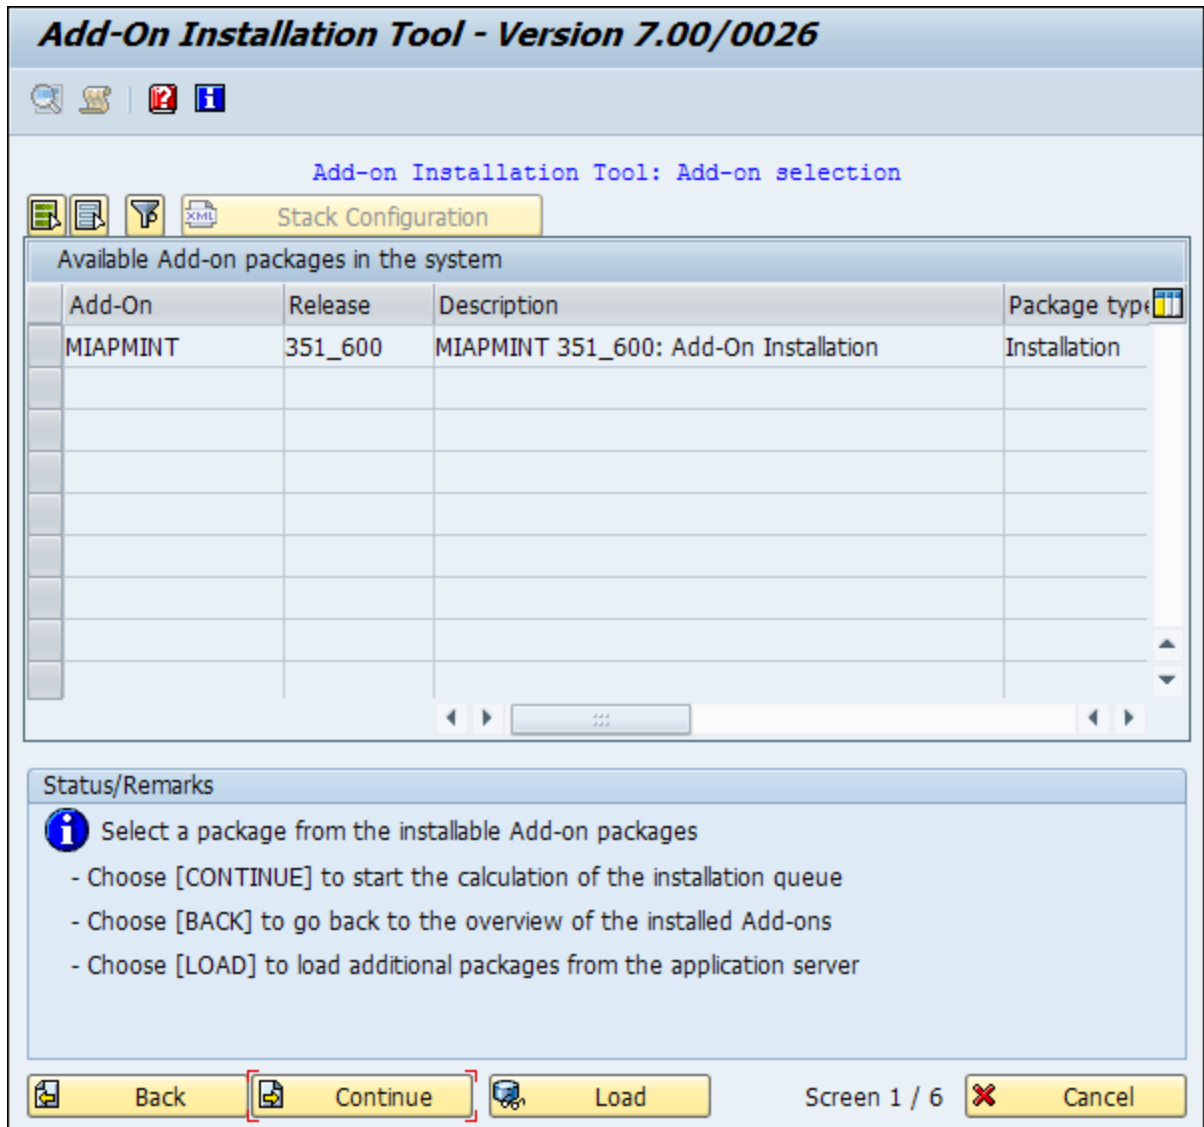 Add-On Installation Tool - Version 7.00/0026
Add-on Installation Tool: Add-on selection
XML Stack Configuration
Available Add-on packages in the system
Add-On Release Description Package type
MIAPMINT 351_600 MIAPMINT 351_600: Add-On Installation Installation
Status/Remarks
Select a package from the installable Add-on packages
- Choose [CONTINUE] to start the calculation of the installation queue
- Choose [BACK] to go back to the overview of the installed Add-ons
- Choose [LOAD] to load additional packages from the application server
Back Continue Load Screen 1 / 6 Cancel